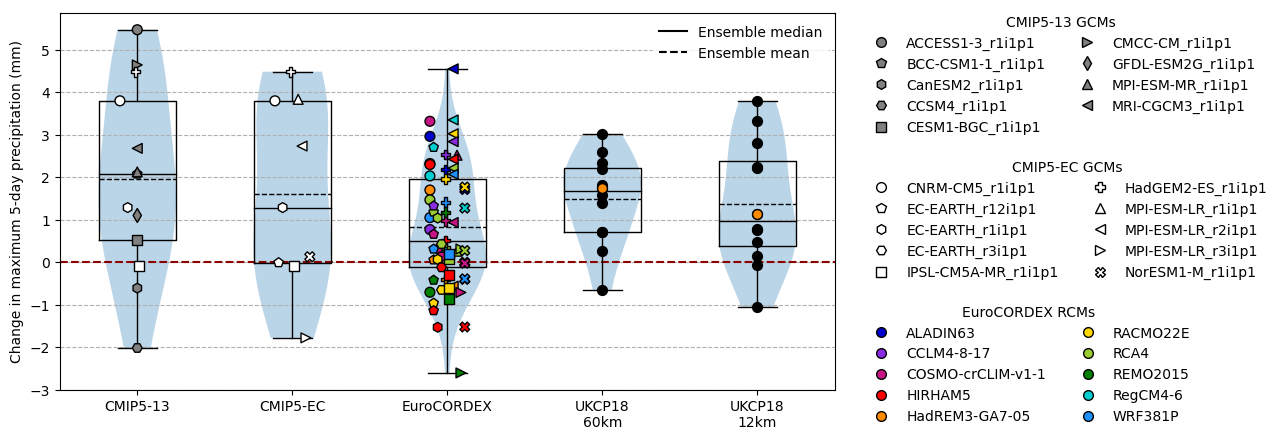 Change in maximum 5-day precipitation (mm)
5
4
3
2
1
0
−1
−2
−3
Ensemble median
Ensemble mean
CMIP5-13
CMIP5-EC
EuroCORDEX
UKCP18
60km
UKCP18
12km
CMIP5-13 GCMs
ACCESS1-3_r1i1p1
BCC-CSM1-1_r1i1p1
CanESM2_r1i1p1
CCSM4_r1i1p1
CESM1-BGC_r1i1p1
CMCC-CM_r1i1p1
GFDL-ESM2G_r1i1p1
MPI-ESM-MR_r1i1p1
MRI-CGCM3_r1i1p1
CMIP5-EC GCMs
CNRM-CM5_r1i1p1
EC-EARTH_r12i1p1
EC-EARTH_r1i1p1
EC-EARTH_r3i1p1
IPSL-CM5A-MR_r1i1p1
HadGEM2-ES_r1i1p1
MPI-ESM-LR_r1i1p1
MPI-ESM-LR_r2i1p1
MPI-ESM-LR_r3i1p1
NorESM1-M_r1i1p1
EuroCORDEX RCMs
ALADIN63
CCLM4-8-17
COSMO-crCLIM-v1-1
HIRHAM5
HadREM3-GA7-05
RACMO22E
RCA4
REMO2015
RegCM4-6
WRF381P